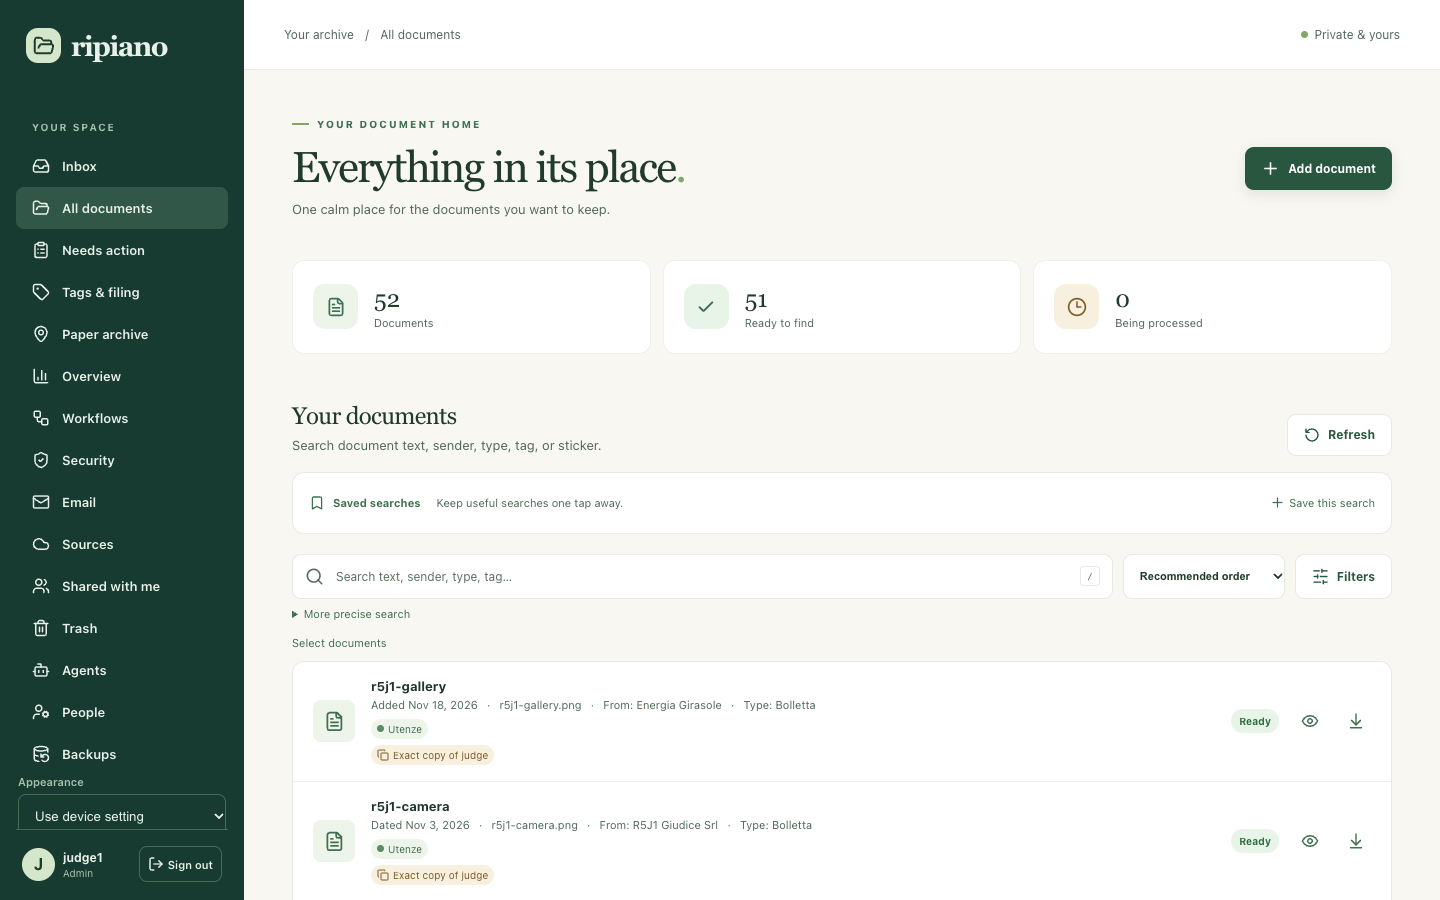 ripiano
YOUR SPACE
Inbox
All documents
Needs action
Tags & filing
Paper archive
Overview
Workflows
Security
Email
Sources
Shared with me
Trash
Agents
People
Backups
Appearance
Use device setting
J
judge1
Admin
Sign out
Your archive / All documents
Private & yours
YOUR DOCUMENT HOME
Everything in its place.
One calm place for the documents you want to keep.
Add document
52
Documents
51
Ready to find
0
Being processed
Your documents
Search document text, sender, type, tag, or sticker.
Refresh
Saved searches Keep useful searches one tap away.
Save this search
Search text, sender, type, tag...
/
Recommended order
Filters
More precise search
Select documents
r5j1-gallery
Added Nov 18, 2026 · r5j1-gallery.png · From: Energia Girasole · Type: Bolletta
Utenze
Exact copy of judge
Ready
r5j1-camera
Dated Nov 3, 2026 · r5j1-camera.png · From: R5J1 Giudice Srl · Type: Bolletta
Utenze
Exact copy of judge
Ready